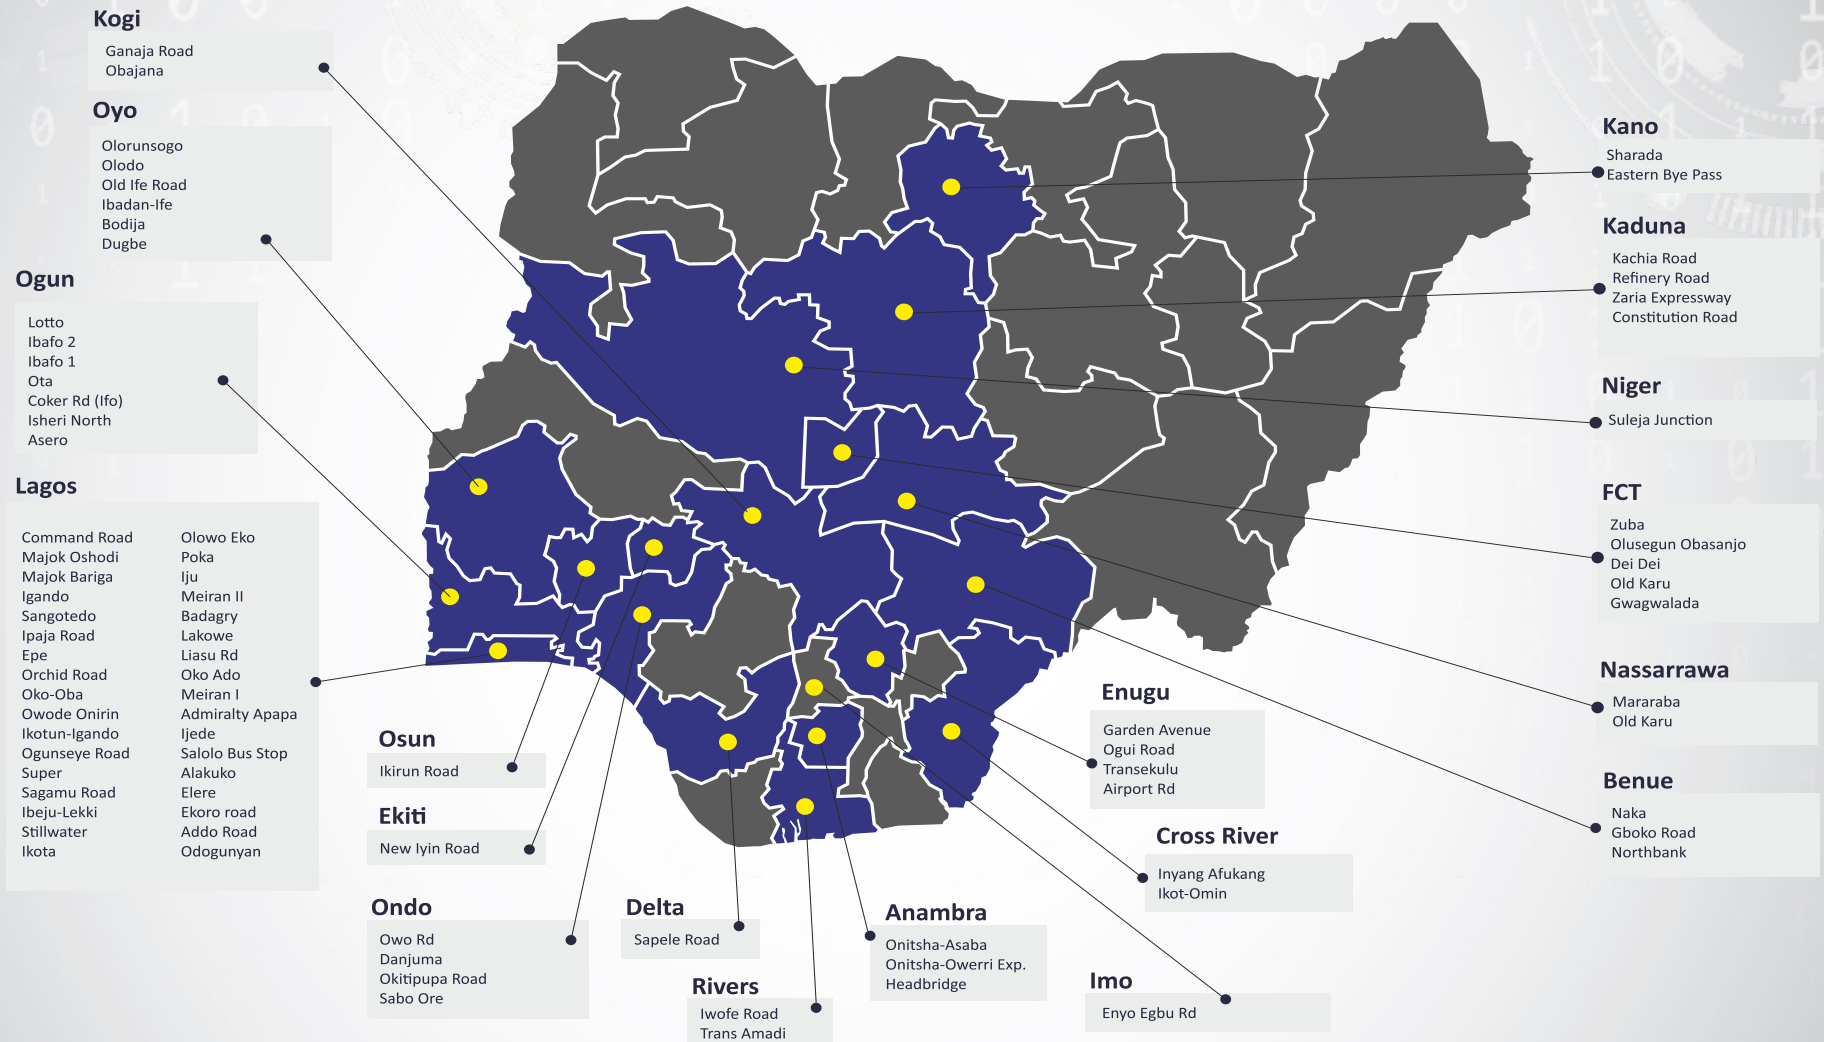 Kogi
Ganaja Road
Obajana
Oyo
Olorunsogo
Olodo
Old Ife Road
Ibadan-Ife
Bodija
Dugbe
Ogun
Lotto
Ibafo 2
Ibafo 1
Ota
Coker Rd (Ifo)
Isheri North
Asero
Lagos
Command Road
Majok Oshodi
Majok Bariga
Igando
Sangotedo
Ipaja Road
Epe
Orchid Road
Oko-Oba
Owode Onirin
Ikotun-Igando
Ogunseye Road
Super
Sagamu Road
Ibeju-Lekki
Stillwater
Ikota
Olowo Eko
Poka
Iju
Meiran II
Badagry
Lakowe
Liasu Rd
Oko Ado
Meiran I
Admiralty Apapa
Ijede
Salolo Bus Stop
Alakuko
Elere
Ekoro road
Addo Road
Odogunyan
Osun
Ikirun Road
Ekiti
New Iyin Road
Ondo
Owo Rd
Danjuma
Okitipupa Road
Sabo Ore
Delta
Sapele Road
Rivers
Iwofe Road
Trans Amadi
Anambra
Onitsha-Asaba
Onitsha-Owerri Exp.
Headbridge
Imo
Enyo Egbu Rd
Enugu
Garden Avenue
Ogui Road
Transekulu
Airport Rd
Cross River
Inyang Afukang
Ikot-Omin
Kano
Sharada
Eastern Bye Pass
Kaduna
Kachia Road
Refinery Road
Zaria Expressway
Constitution Road
Niger
Suleja Junction
FCT
Zuba
Olusegun Obasanjo
Dei Dei
Old Karu
Gwagwalada
Nassarrawa
Mararaba
Old Karu
Benue
Naka
Gboko Road
Northbank